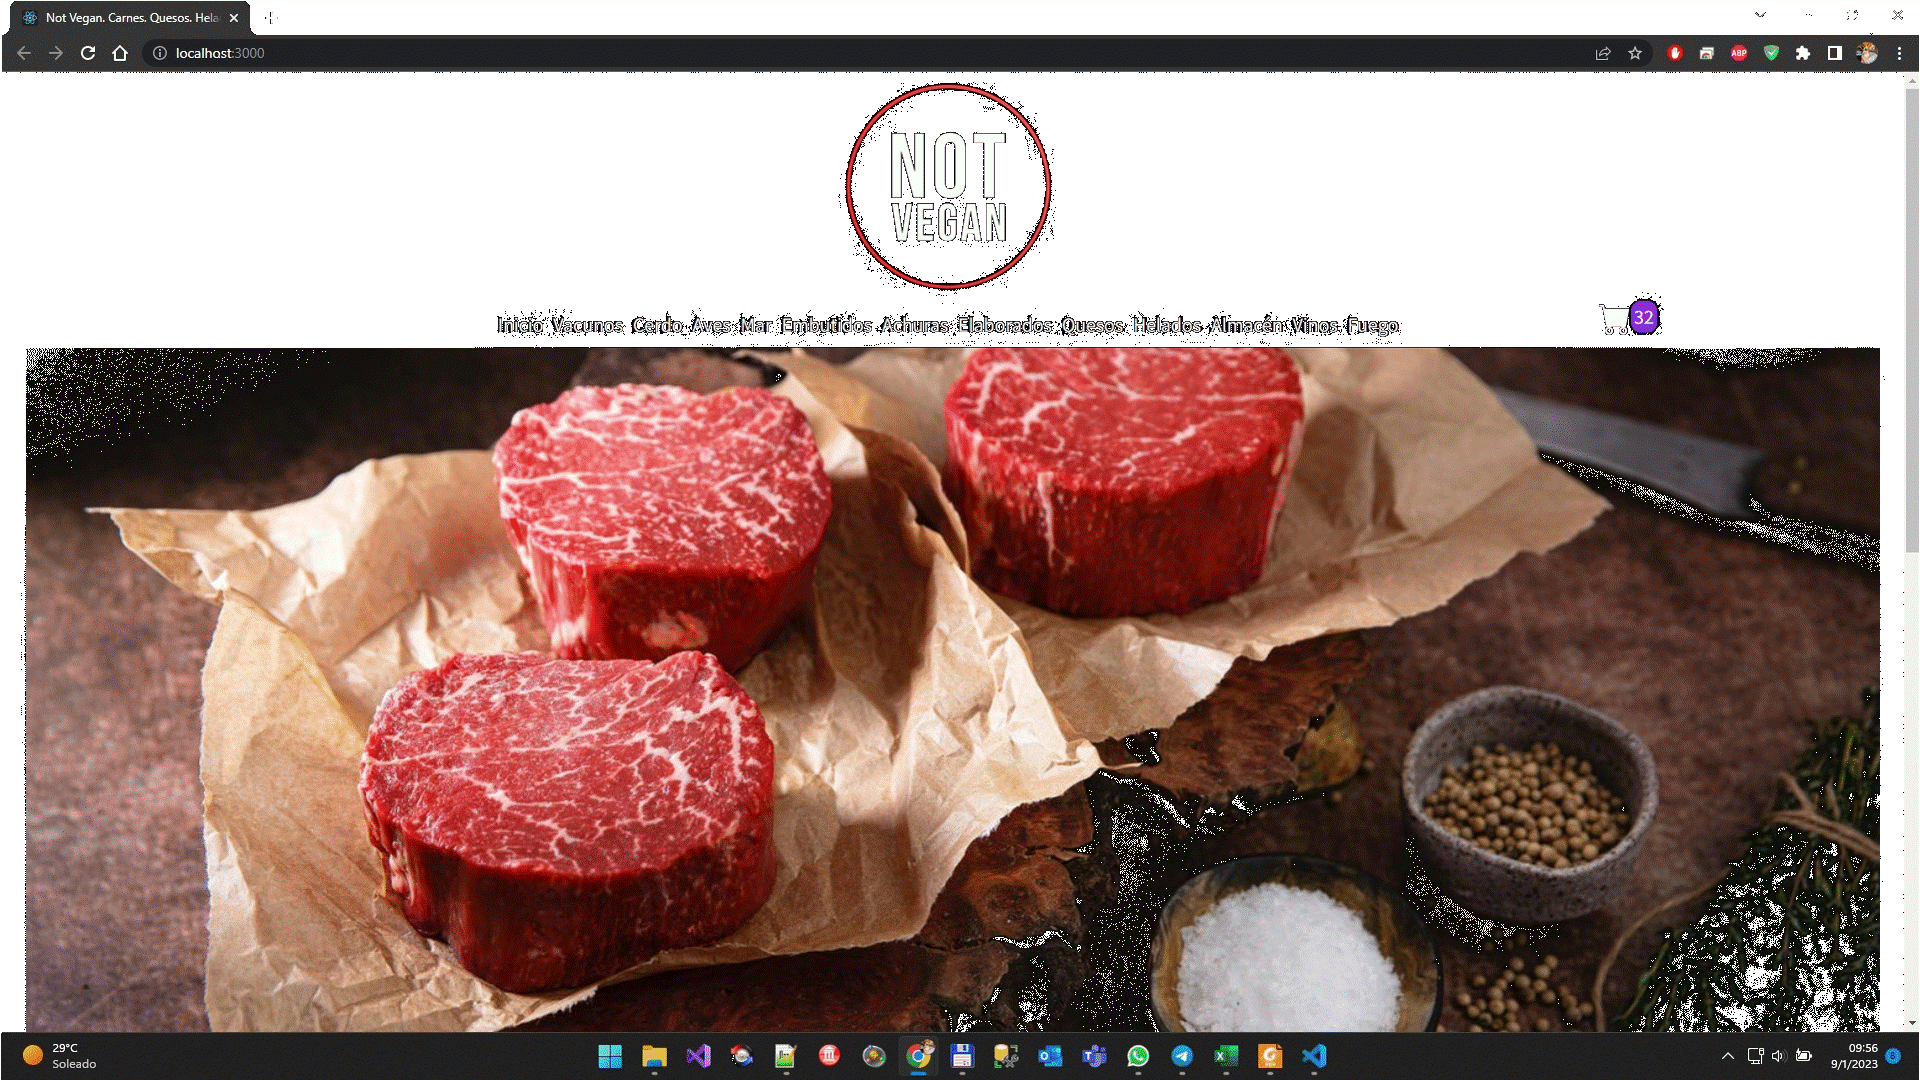 Not Vegan. Carnes. Quesos. Hela
localhost:3000
ABP
NOT
VEGAN
Inicio Vacunos Cerdo Aves Mar Embutidos Achuras Elaborados Quesos Helados Almacén Vinos Fuego
32
29°C
Soleado
09:56
9/1/2023